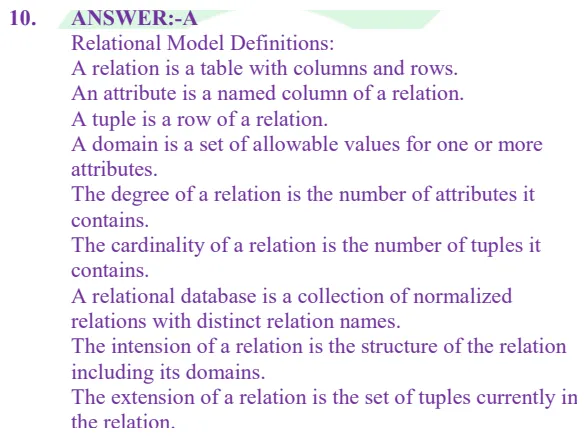 10. ANSWER:-A
Relational Model Definitions:
A relation is a table with columns and rows.
An attribute is a named column of a relation.
A tuple is a row of a relation.
A domain is a set of allowable values for one or more
attributes.
The degree of a relation is the number of attributes it
contains.
The cardinality of a relation is the number of tuples it
contains.
A relational database is a collection of normalized
relations with distinct relation names.
The intension of a relation is the structure of the relation
including its domains.
The extension of a relation is the set of tuples currently in
the relation.